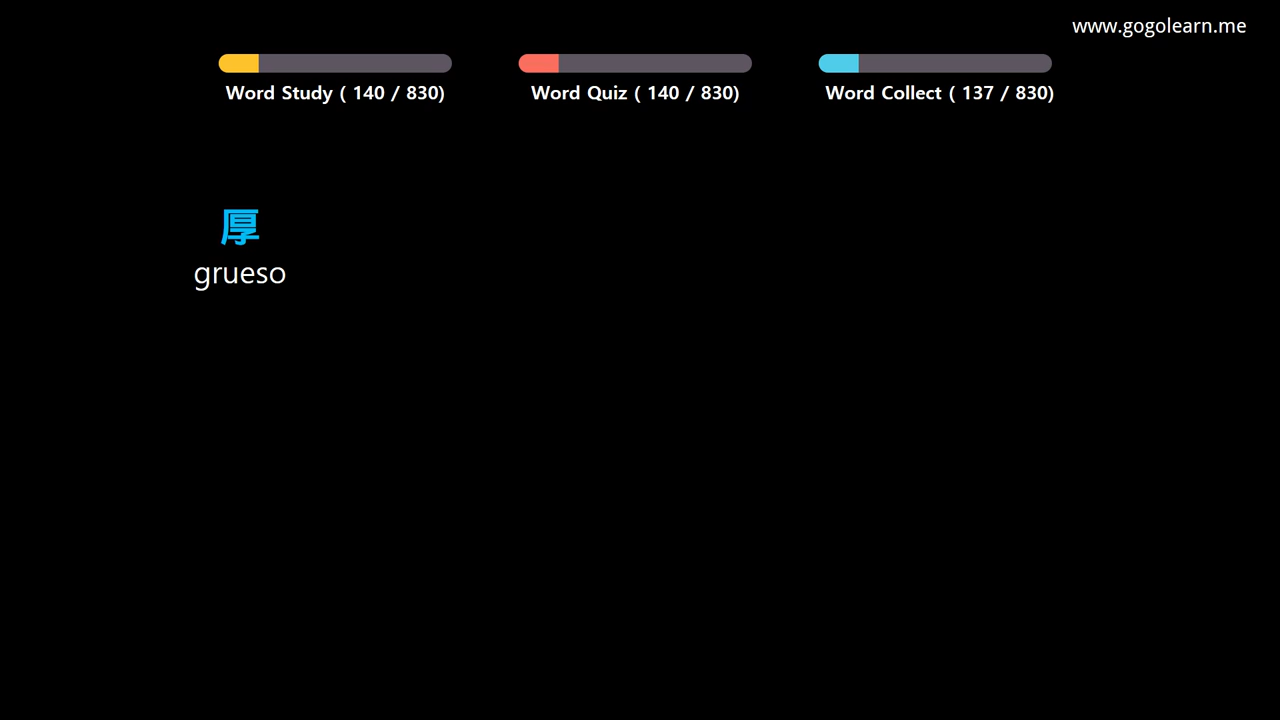 www.gogolearn.me
Word Study ( 140 / 830)
Word Quiz ( 140 / 830)
Word Collect ( 137 / 830)
厚
grueso